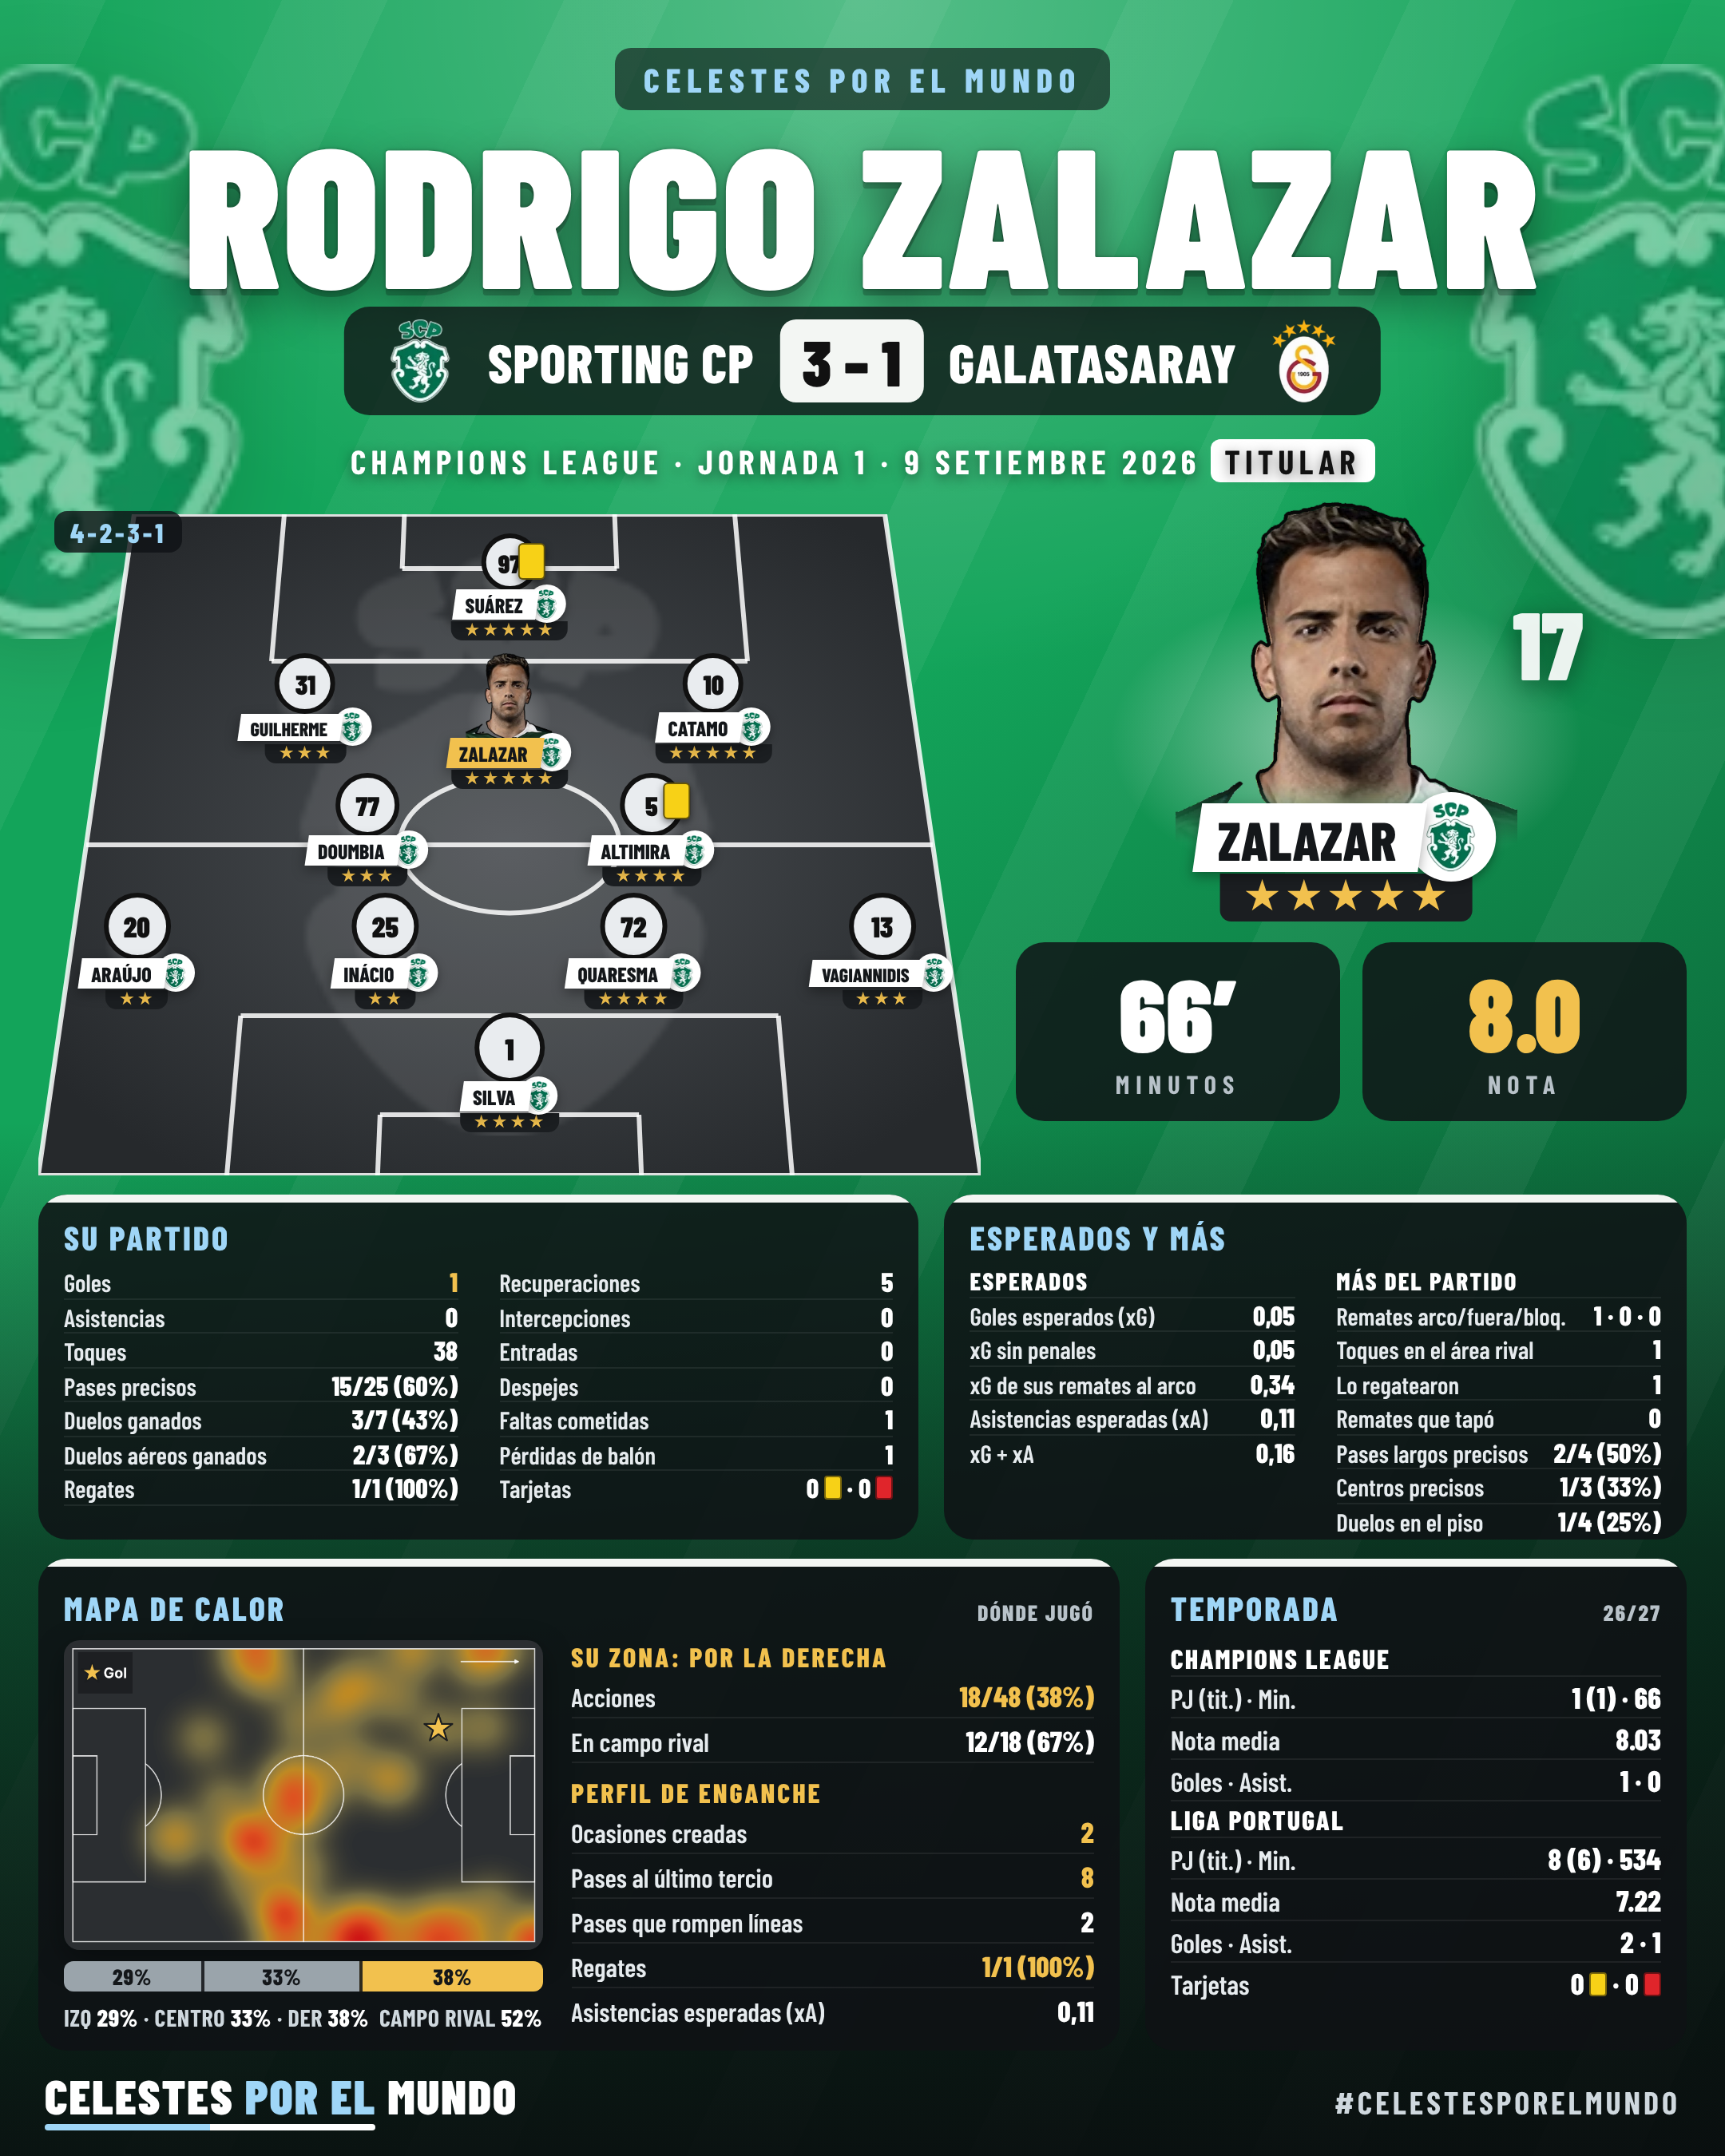 CELESTES POR EL MUNDO
RODRIGO ZALAZAR
SPORTING CP 3 - 1 GALATASARAY
CHAMPIONS LEAGUE · JORNADA 1 · 9 SETIEMBRE 2026 TITULAR
4-2-3-1
97
SUÁREZ
31
GUILHERME
ZALAZAR
10
CATAMO
77
DOUMBIA
5
ALTIMIRA
20
ARAÚJO
25
INÁCIO
72
QUARESMA
13
VAGIANNIDIS
1
SILVA
17
ZALAZAR
SCP
66’
MINUTOS
8.0
NOTA
SU PARTIDO
Goles 1
Asistencias 0
Toques 38
Pases precisos 15/25 (60%)
Duelos ganados 3/7 (43%)
Duelos aéreos ganados 2/3 (67%)
Regates 1/1 (100%)
Recuperaciones 5
Intercepciones 0
Entradas 0
Despejes 0
Faltas cometidas 1
Pérdidas de balón 1
Tarjetas 0 · 0
ESPERADOS Y MÁS
ESPERADOS
Goles esperados (xG) 0,05
xG sin penales 0,05
xG de sus remates al arco 0,34
Asistencias esperadas (xA) 0,11
xG + xA 0,16
MÁS DEL PARTIDO
Remates arco/fuera/bloq. 1 · 0 · 0
Toques en el área rival 1
Lo regatearon 1
Remates que tapó 0
Pases largos precisos 2/4 (50%)
Centros precisos 1/3 (33%)
Duelos en el piso 1/4 (25%)
MAPA DE CALOR
DÓNDE JUGÓ
Gol
29% 33% 38%
IZQ 29% · CENTRO 33% · DER 38% CAMPO RIVAL 52%
SU ZONA: POR LA DERECHA
Acciones 18/48 (38%)
En campo rival 12/18 (67%)
PERFIL DE ENGANCHE
Ocasiones creadas 2
Pases al último tercio 8
Pases que rompen líneas 2
Regates 1/1 (100%)
Asistencias esperadas (xA) 0,11
TEMPORADA 26/27
CHAMPIONS LEAGUE
PJ (tit.) · Min. 1 (1) · 66
Nota media 8.03
Goles · Asist. 1 · 0
LIGA PORTUGAL
PJ (tit.) · Min. 8 (6) · 534
Nota media 7.22
Goles · Asist. 2 · 1
Tarjetas 0 · 0
CELESTES POR EL MUNDO
#CELESTESPORELMUNDO